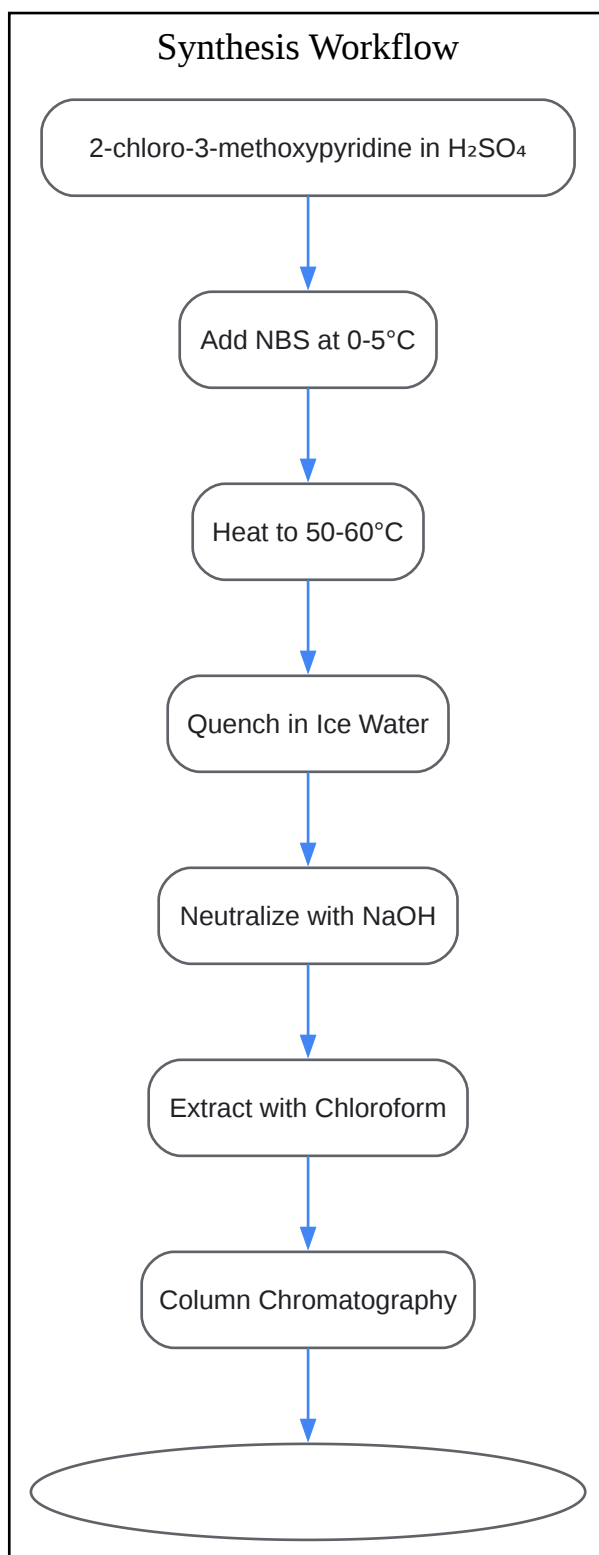 Synthesis Workflow
2-chloro-3-methoxypyridine in H₂SO₄
Add NBS at 0-5°C
Heat to 50-60°C
Quench in Ice Water
Neutralize with NaOH
Extract with Chloroform
Column Chromatography